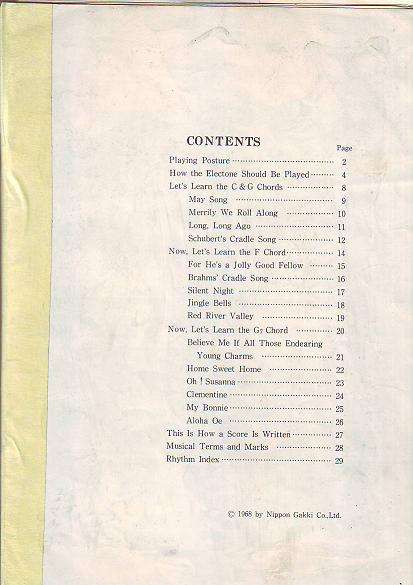 CONTENTS
Page
Playing Posture 2
How the Electone Should Be Played 4
Let's Learn the C & G Chords 8
May Song 9
Merrily We Roll Along 10
Long, Long Ago 11
Schubert's Cradle Song 12
Now, Let's Learn the F Chord 14
For He's a Jolly Good Fellow 15
Brahms' Cradle Song 16
Silent Night 17
Jingle Bells 18
Red River Valley 19
Now, Let's Learn the G7 Chord 20
Believe Me If All Those Endearing
Young Charms 21
Home Sweet Home 22
Oh ! Susanna 23
Clementine 24
My Bonnie 25
Aloha Oe 26
This Is How a Score Is Written 27
Musical Terms and Marks 28
Rhythm Index 29
© 1968 by Nippon Gakki Co., Ltd.